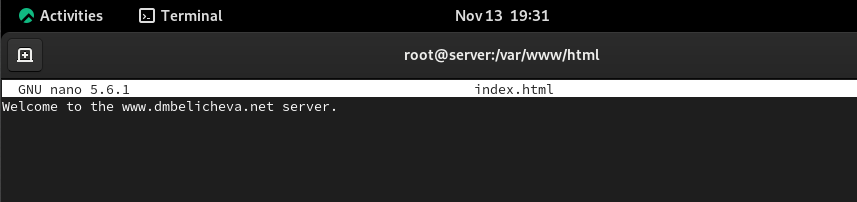 Activities Terminal Nov 13 19:31
root@server:/var/www/html
GNU nano 5.6.1 index.html
Welcome to the www.dmbelicheva.net server.